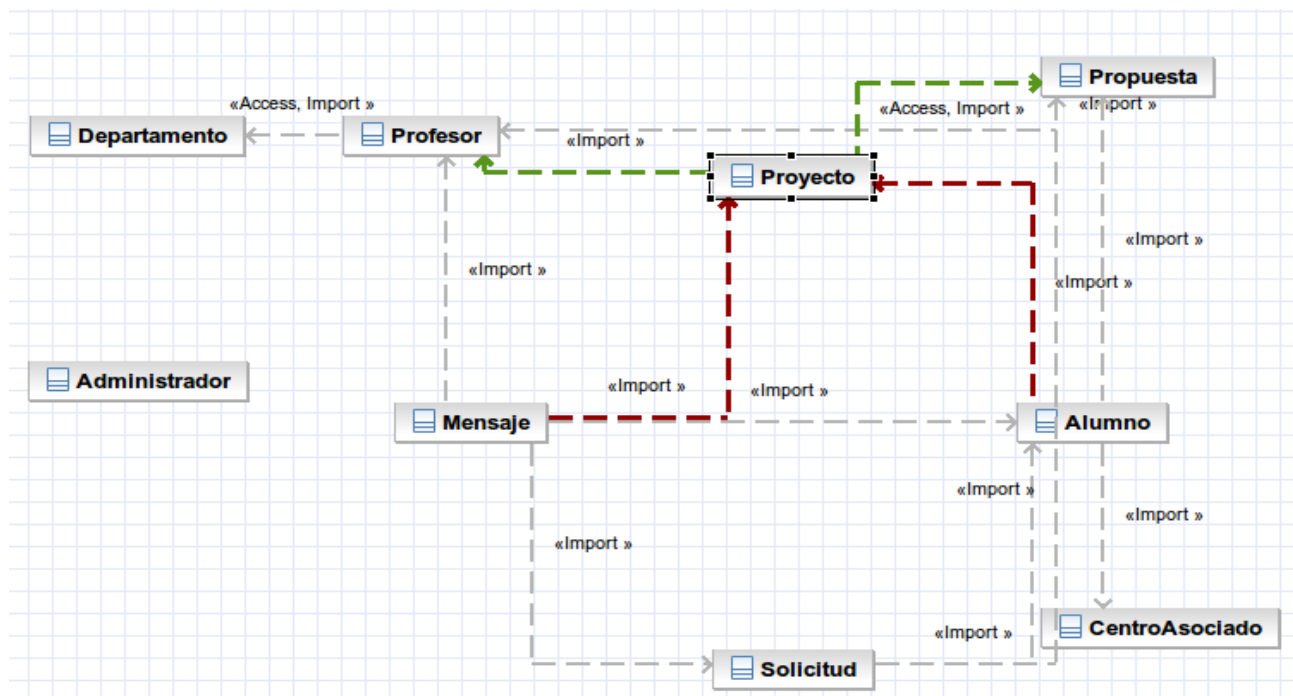 Propuesta
«Access, Import »
«Import »
«Access, Import »
Departamento
Profesor
«Import »
Proyecto
«Import »
«Import »
«Import »
Administrador
«Import »
«Import »
Mensaje
Alumno
«Import »
«Import »
«Import »
«Import »
CentroAsociado
Solicitud